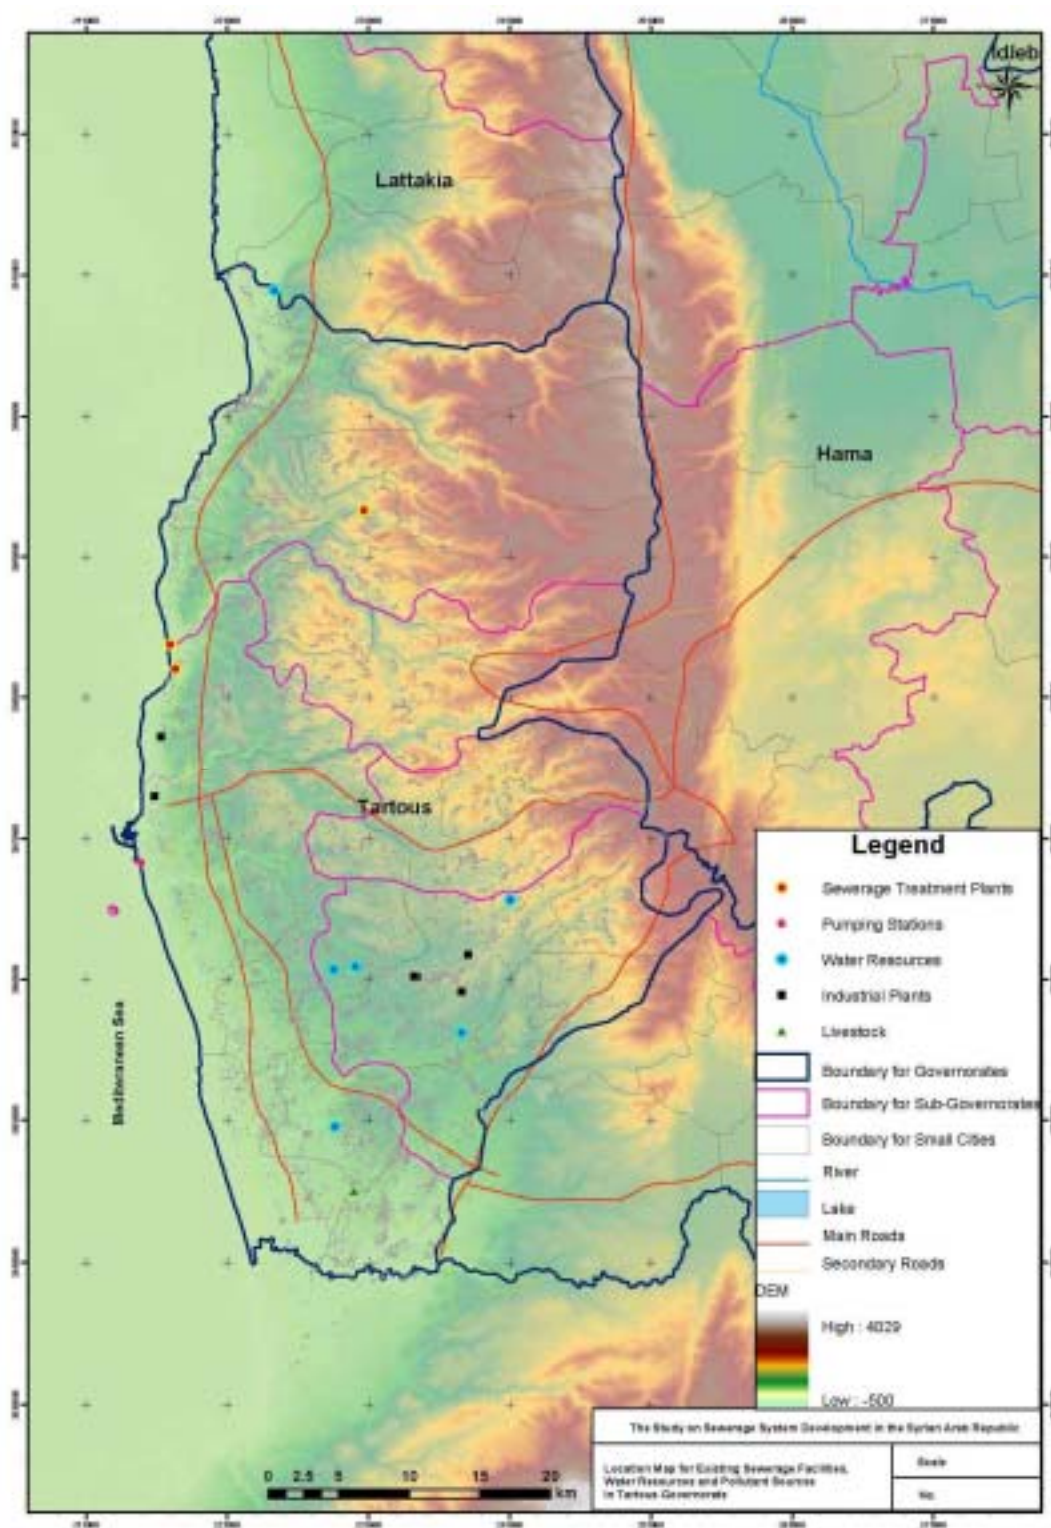 Idleb
Lattakia
Hama
Tartous
Mediterranean Sea
Legend
Sewerage Treatment Plants
Pumping Stations
Water Resources
Industrial Plants
Livestock
Boundary for Governorates
Boundary for Sub-Governorates
Boundary for Small Cities
River
Lake
Main Roads
Secondary Roads
DEM
High : 4029
Low : -500
0 2.5 5 10 15 20
km
The Study on Sewerage System Development in the Syrian Arab Republic
Location Map for Existing Sewerage Facilities,
Water Resources and Pollutant Sources
in Tartous Governorate
Scale
No.